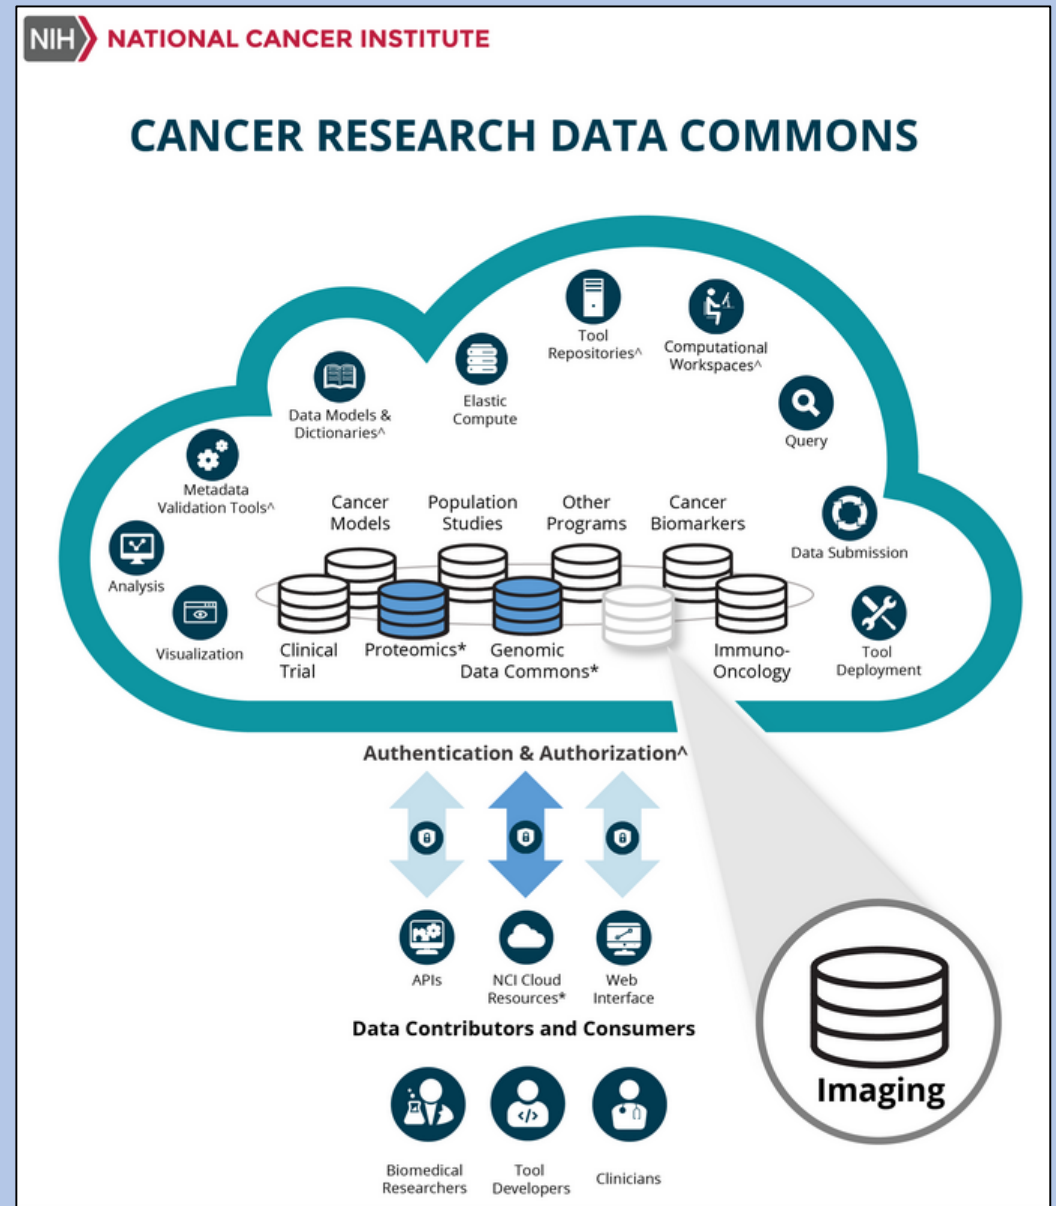 NIH NATIONAL CANCER INSTITUTE
CANCER RESEARCH DATA COMMONS
Tool
Repositories^
Computational
Workspaces^
Elastic
Compute
Data Models &
Dictionaries^
Query
Metadata
Validation Tools^
Cancer
Models
Population
Studies
Other
Programs
Cancer
Biomarkers
Data Submission
Analysis
Visualization
Clinical
Trial
Proteomics*
Genomic
Data Commons*
Immuno-
Oncology
Tool
Deployment
Authentication & Authorization^
APIs
NCI Cloud
Resources*
Web
Interface
Data Contributors and Consumers
Imaging
Biomedical
Researchers
Tool
Developers
Clinicians